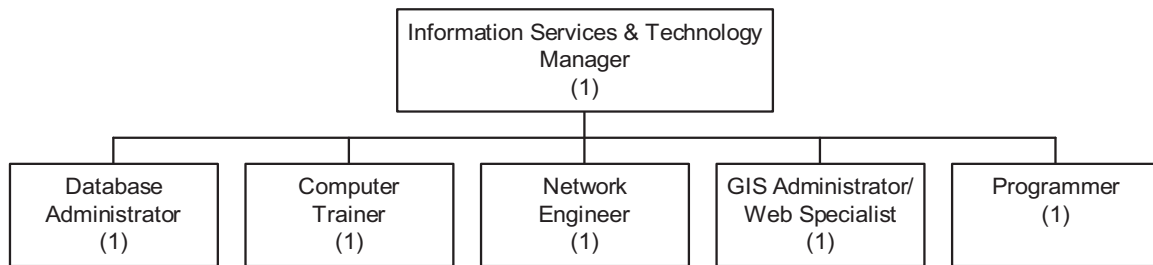 Information Services & Technology
Manager
(1)
Database
Administrator
(1)
Computer
Trainer
(1)
Network
Engineer
(1)
GIS Administrator/
Web Specialist
(1)
Programmer
(1)